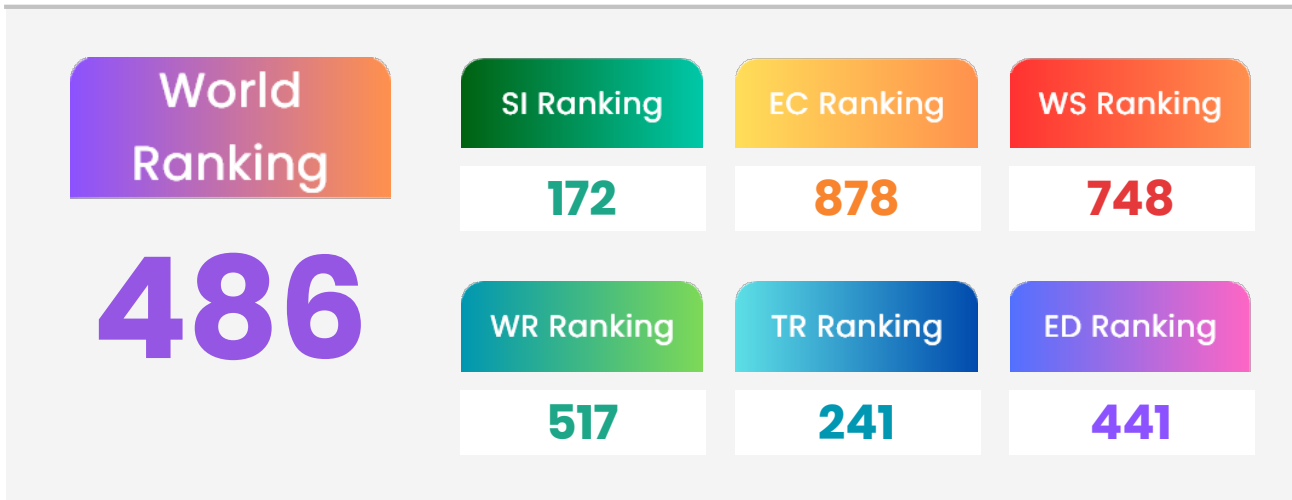 World
Ranking
486
SI Ranking
EC Ranking
WS Ranking
172
878
748
WR Ranking
TR Ranking
ED Ranking
517
241
441